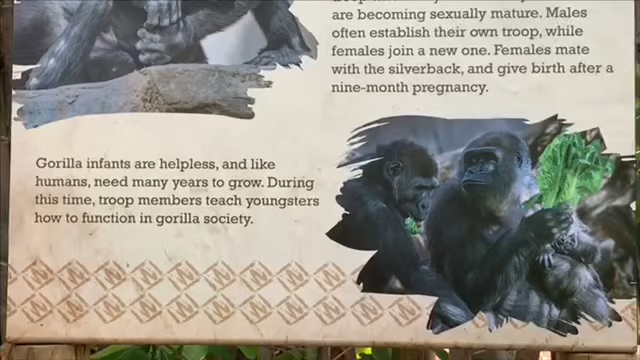 are becoming sexually mature. Males
often establish their own troop, while
females join a new one. Females mate
with the silverback, and give birth after a
nine-month pregnancy.
Gorilla infants are helpless, and like
humans, need many years to grow. During
this time, troop members teach youngsters
how to function in gorilla society.